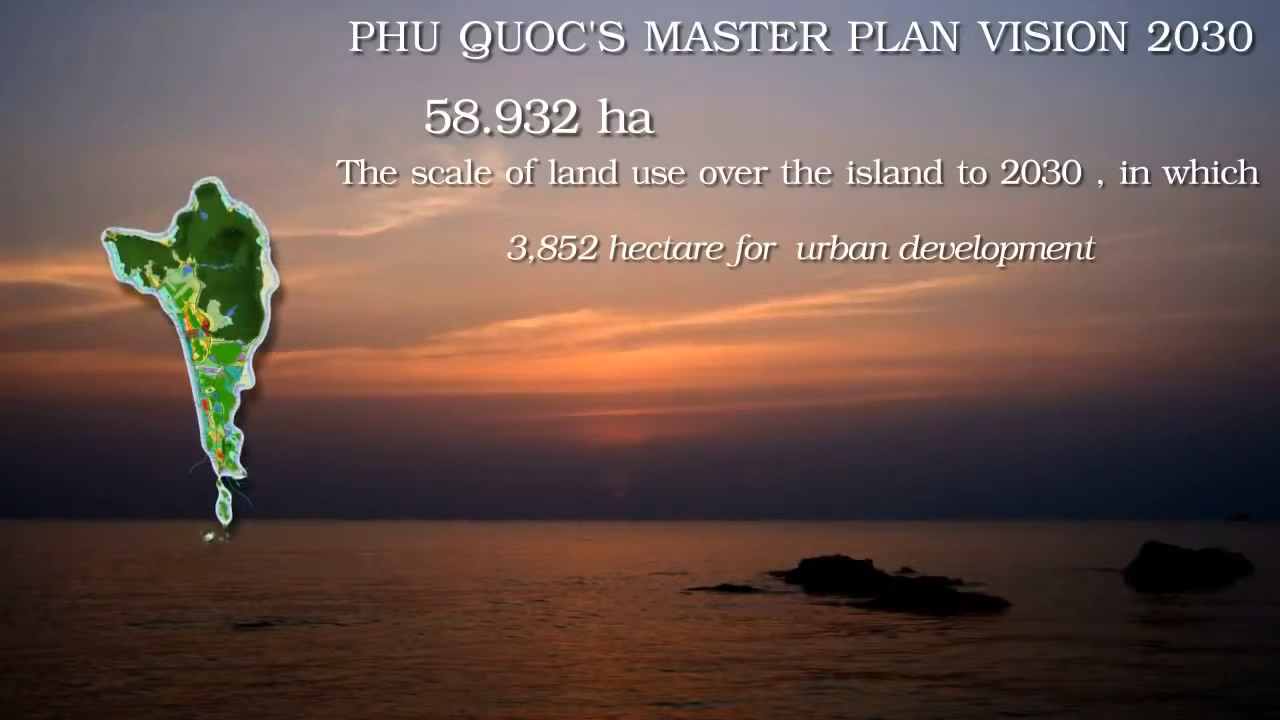 PHU QUOC'S MASTER PLAN VISION 2030
58.932 ha
The scale of land use over the island to 2030 , in which
3,852 hectare for urban development